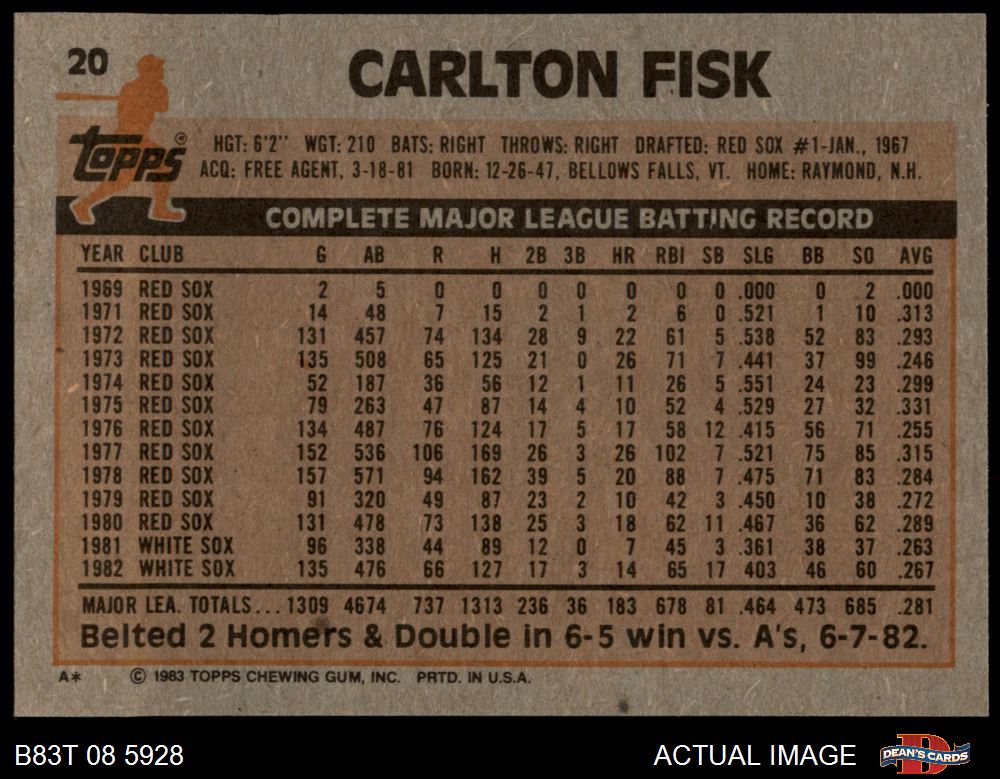 20
CARLTON FISK
Topps®
HGT: 6'2'' WGT: 210 BATS: RIGHT THROWS: RIGHT DRAFTED: RED SOX #1-JAN., 1967
ACQ: FREE AGENT, 3-18-81 BORN: 12-26-47, BELLOWS FALLS, VT. HOME: RAYMOND, N.H.
COMPLETE MAJOR LEAGUE BATTING RECORD
YEAR CLUB G AB R H 2B 3B HR RBI SB SLG BB SO AVG
1969 RED SOX 2 5 0 0 0 0 0 0 0 .000 0 2 .000
1971 RED SOX 14 48 7 15 2 1 2 6 0 .521 1 10 .313
1972 RED SOX 131 457 74 134 28 9 22 61 5 .538 52 83 .293
1973 RED SOX 135 508 65 125 21 0 26 71 7 .441 37 99 .246
1974 RED SOX 52 187 36 56 12 1 11 26 5 .551 24 23 .299
1975 RED SOX 79 263 47 87 14 4 10 52 4 .529 27 32 .331
1976 RED SOX 134 487 76 124 17 5 17 58 12 .415 56 71 .255
1977 RED SOX 152 536 106 169 26 3 26 102 7 .521 75 85 .315
1978 RED SOX 157 571 94 162 39 5 20 88 7 .475 71 83 .284
1979 RED SOX 91 320 49 87 23 2 10 42 3 .450 10 38 .272
1980 RED SOX 131 478 73 138 25 3 18 62 11 .467 36 62 .289
1981 WHITE SOX 96 338 44 89 12 0 7 45 3 .361 38 37 .263
1982 WHITE SOX 135 476 66 127 17 3 14 65 17 .403 46 60 .267
MAJOR LEA. TOTALS... 1309 4674 737 1313 236 36 183 678 81 .464 473 685 .281
Belted 2 Homers & Double in 6-5 win vs. A's, 6-7-82.
A* © 1983 TOPPS CHEWING GUM, INC. PRTD. IN U.S.A.
B83T 08 5928 ACTUAL IMAGE DEAN'S CARDS